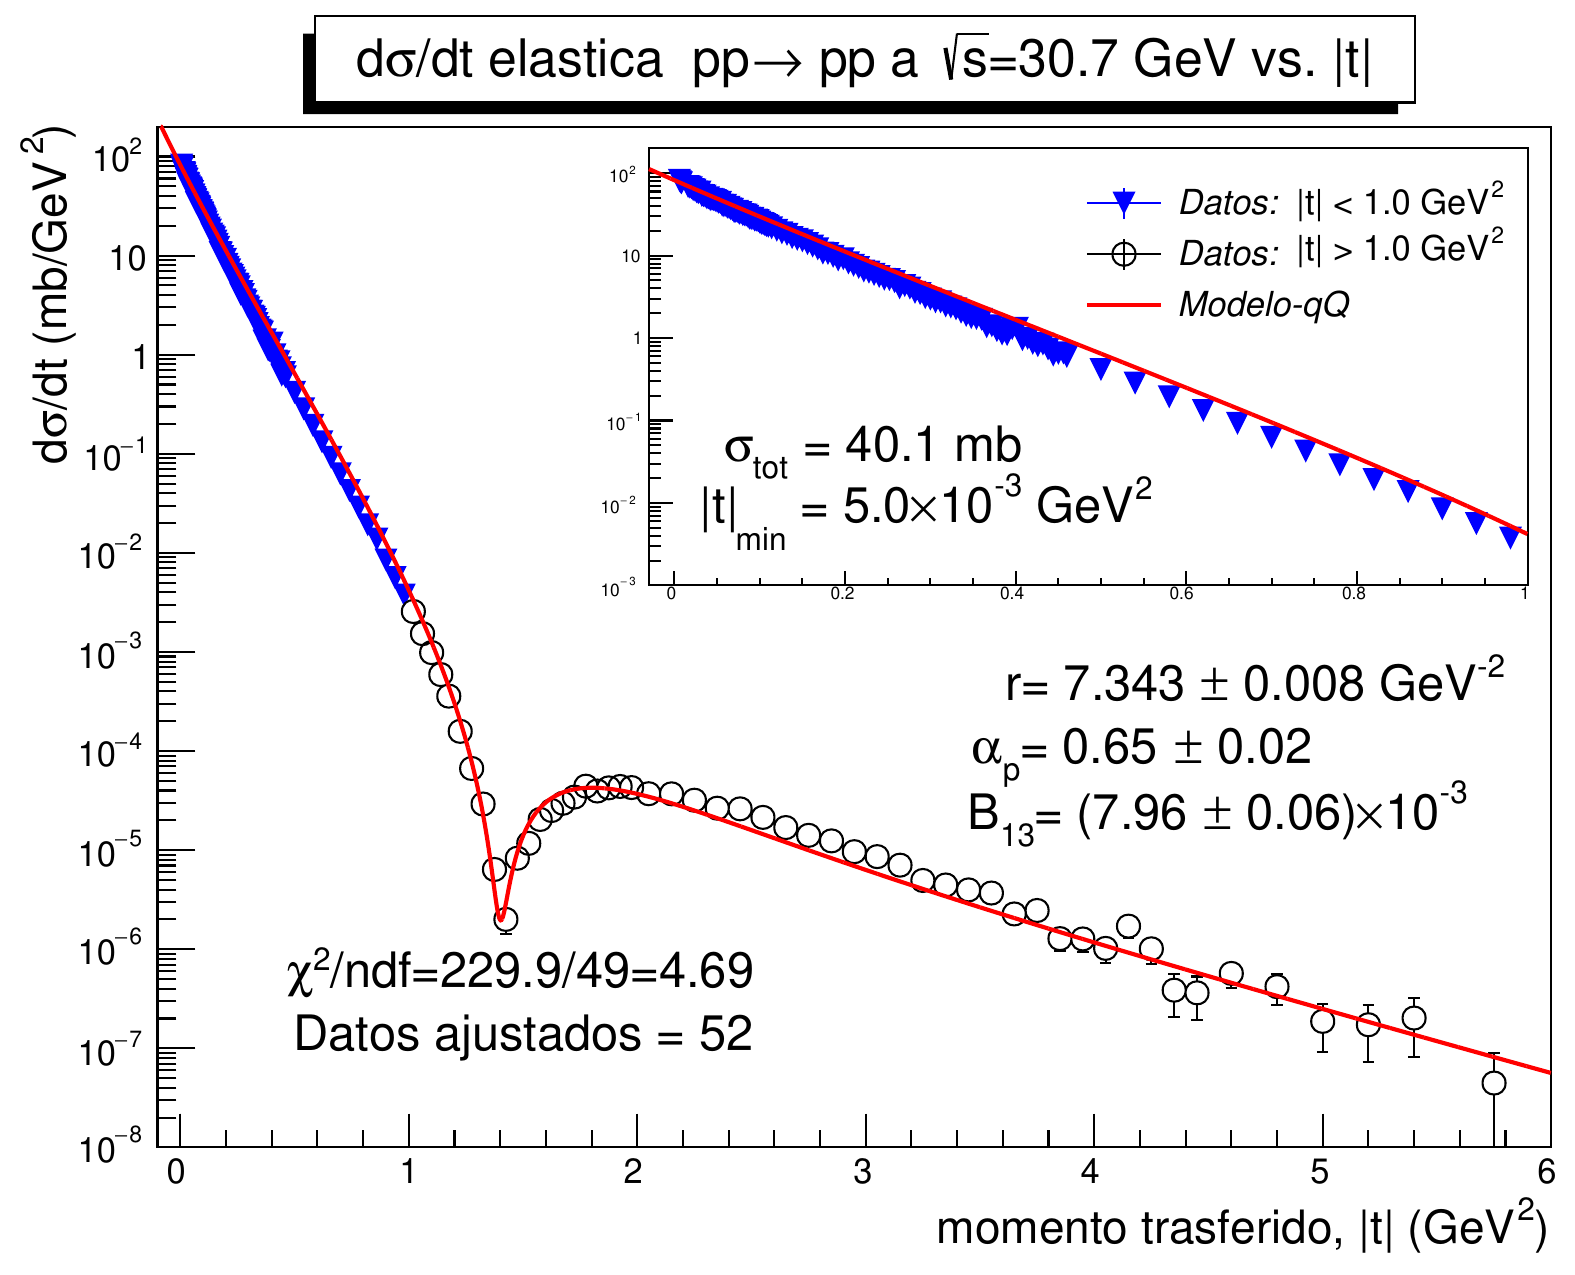 dσ/dt elastica pp→ pp a √s=30.7 GeV vs. |t|
dσ/dt (mb/GeV²)
10²
10
1
10⁻¹
10⁻²
10⁻³
10⁻⁴
10⁻⁵
10⁻⁶
10⁻⁷
10⁻⁸
10²
10
1
10⁻¹
10⁻²
10⁻³
0 0.2 0.4 0.6 0.8 1
Datos: |t| < 1.0 GeV²
Datos: |t| > 1.0 GeV²
Modelo-qQ
σ_tot = 40.1 mb
|t|_min = 5.0×10⁻³ GeV²
r= 7.343 ± 0.008 GeV⁻²
α_p= 0.65 ± 0.02
B₁₃= (7.96 ± 0.06)×10⁻³
χ²/ndf=229.9/49=4.69
Datos ajustados = 52
0 1 2 3 4 5 6
momento trasferido, |t| (GeV²)